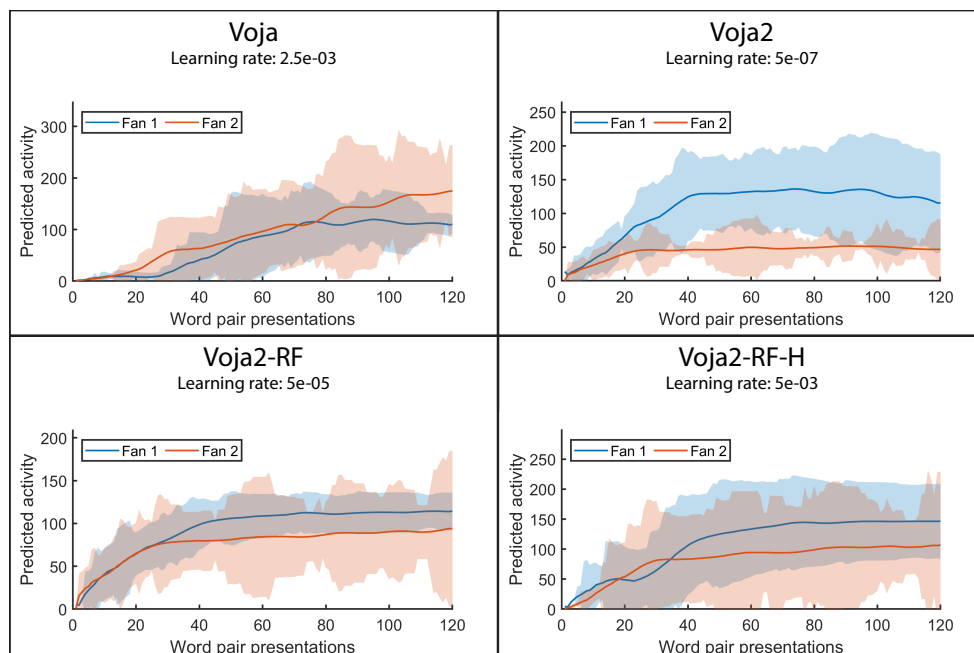 Voja
Learning rate: 2.5e-03
Predicted activity
300
200
100
0
Fan 1 Fan 2
0 20 40 60 80 100 120
Word pair presentations
Voja2
Learning rate: 5e-07
Predicted activity
250
200
150
100
50
0
Fan 1 Fan 2
0 20 40 60 80 100 120
Word pair presentations
Voja2-RF
Learning rate: 5e-05
Predicted activity
200
150
100
50
0
Fan 1 Fan 2
0 20 40 60 80 100 120
Word pair presentations
Voja2-RF-H
Learning rate: 5e-03
Predicted activity
250
200
150
100
50
0
Fan 1 Fan 2
0 20 40 60 80 100 120
Word pair presentations